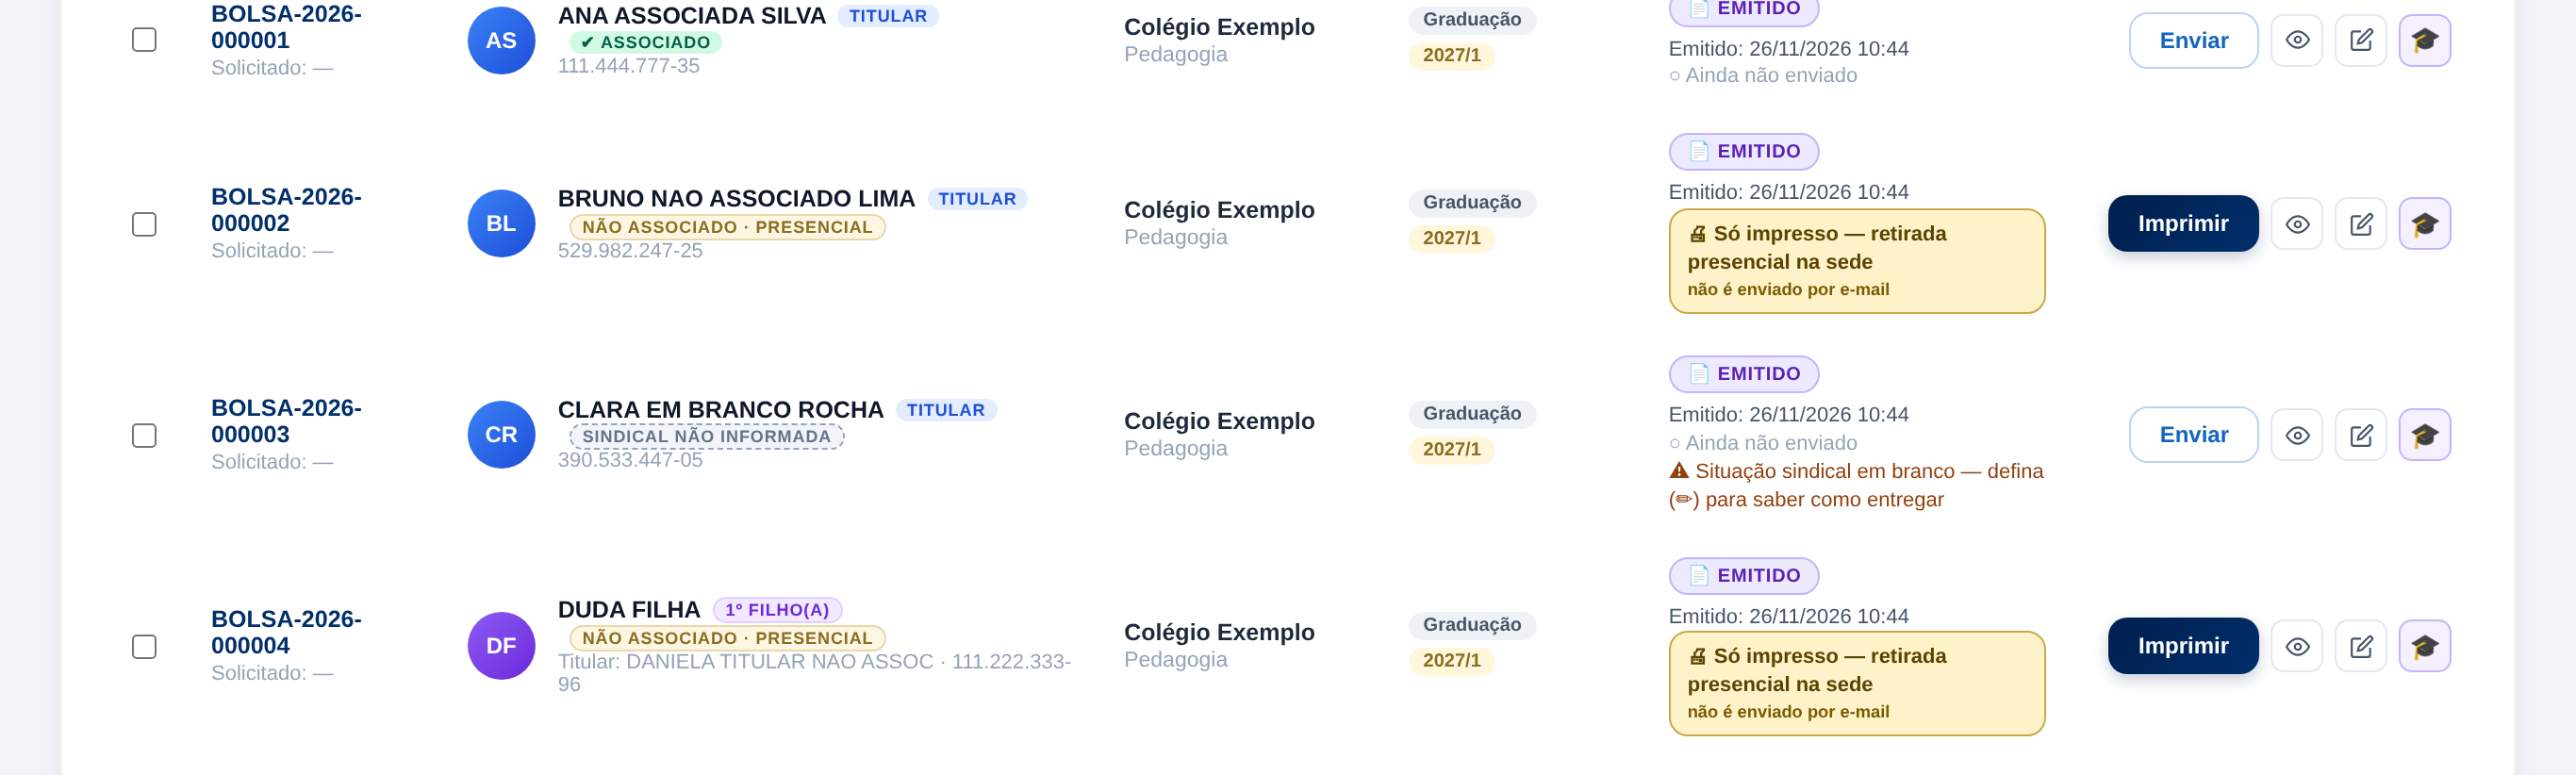 BOLSA-2026-
000001
Solicitado: —
AS
ANA ASSOCIADA SILVA TITULAR
✔ ASSOCIADO
111.444.777-35
Colégio Exemplo
Pedagogia
Graduação
2027/1
📄 EMITIDO
Emitido: 26/11/2026 10:44
○ Ainda não enviado
Enviar
BOLSA-2026-
000002
Solicitado: —
BL
BRUNO NAO ASSOCIADO LIMA TITULAR
NÃO ASSOCIADO · PRESENCIAL
529.982.247-25
Colégio Exemplo
Pedagogia
Graduação
2027/1
📄 EMITIDO
Emitido: 26/11/2026 10:44
🖨 Só impresso — retirada
presencial na sede
não é enviado por e-mail
Imprimir
BOLSA-2026-
000003
Solicitado: —
CR
CLARA EM BRANCO ROCHA TITULAR
SINDICAL NÃO INFORMADA
390.533.447-05
Colégio Exemplo
Pedagogia
Graduação
2027/1
📄 EMITIDO
Emitido: 26/11/2026 10:44
○ Ainda não enviado
⚠ Situação sindical em branco — defina
(✏) para saber como entregar
Enviar
BOLSA-2026-
000004
Solicitado: —
DF
DUDA FILHA 1º FILHO(A)
NÃO ASSOCIADO · PRESENCIAL
Titular: DANIELA TITULAR NAO ASSOC · 111.222.333-
96
Colégio Exemplo
Pedagogia
Graduação
2027/1
📄 EMITIDO
Emitido: 26/11/2026 10:44
🖨 Só impresso — retirada
presencial na sede
não é enviado por e-mail
Imprimir